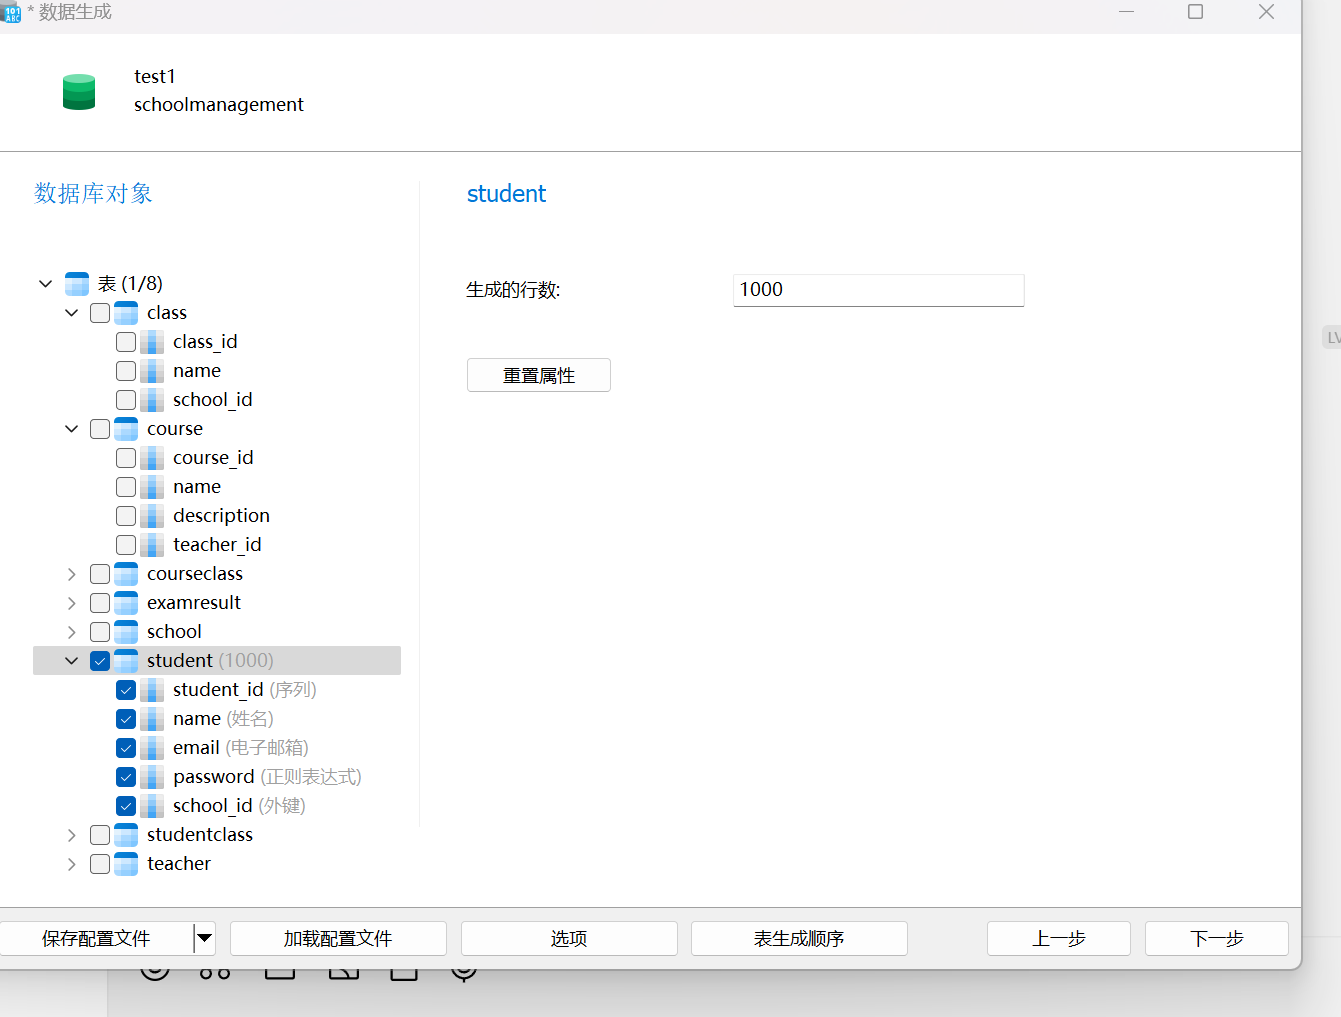 * 数据生成
test1
schoolmanagement
数据库对象
student
表 (1/8)
class
class_id
name
school_id
course
course_id
name
description
teacher_id
courseclass
examresult
school
student (1000)
student_id (序列)
name (姓名)
email (电子邮箱)
password (正则表达式)
school_id (外键)
studentclass
teacher
生成的行数: 1000
重置属性
LV
保存配置文件 加载配置文件 选项 表生成顺序 上一步 下一步